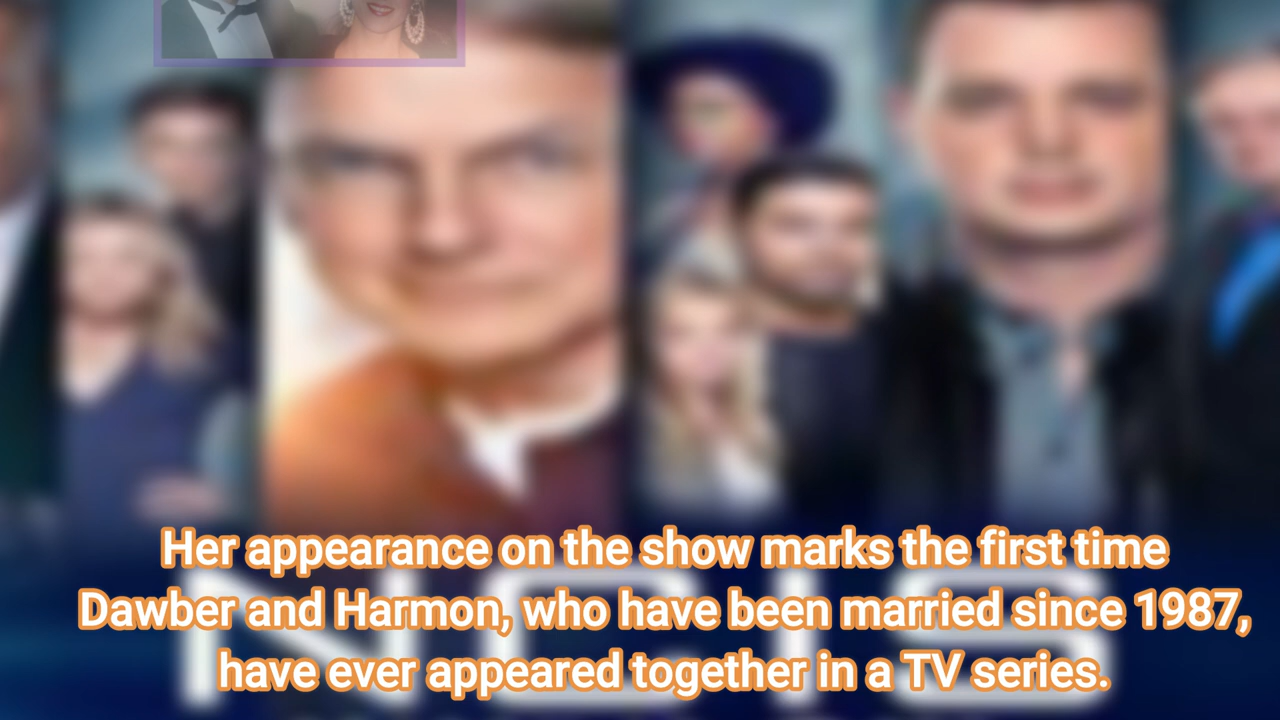 Her appearance on the show marks the first time
Dawber and Harmon, who have been married since 1987,
have ever appeared together in a TV series.
NCIS